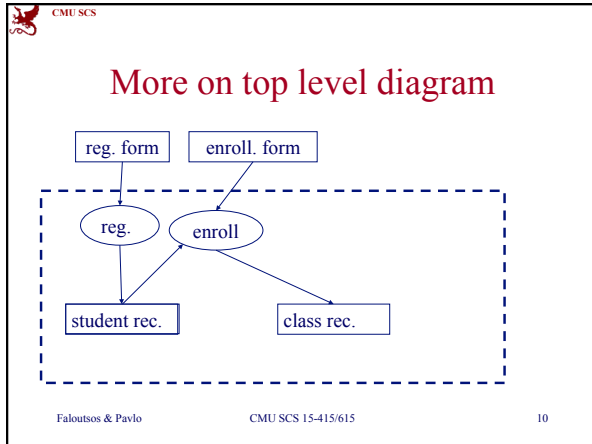 CMU SCS
More on top level diagram
reg. form
enroll. form
reg.
enroll
student rec.
class rec.
Faloutsos & Pavlo
CMU SCS 15-415/615
10